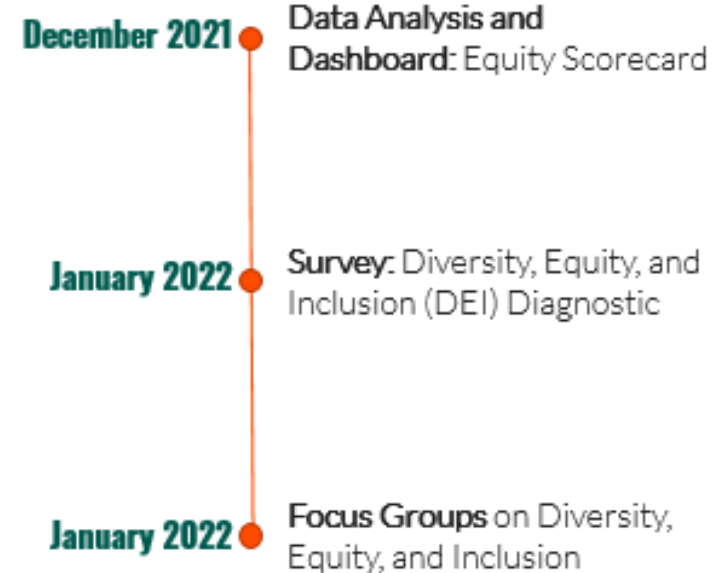 December 2021
Data Analysis and
Dashboard: Equity Scorecard
January 2022
Survey: Diversity, Equity, and
Inclusion (DEI) Diagnostic
January 2022
Focus Groups on Diversity,
Equity, and Inclusion